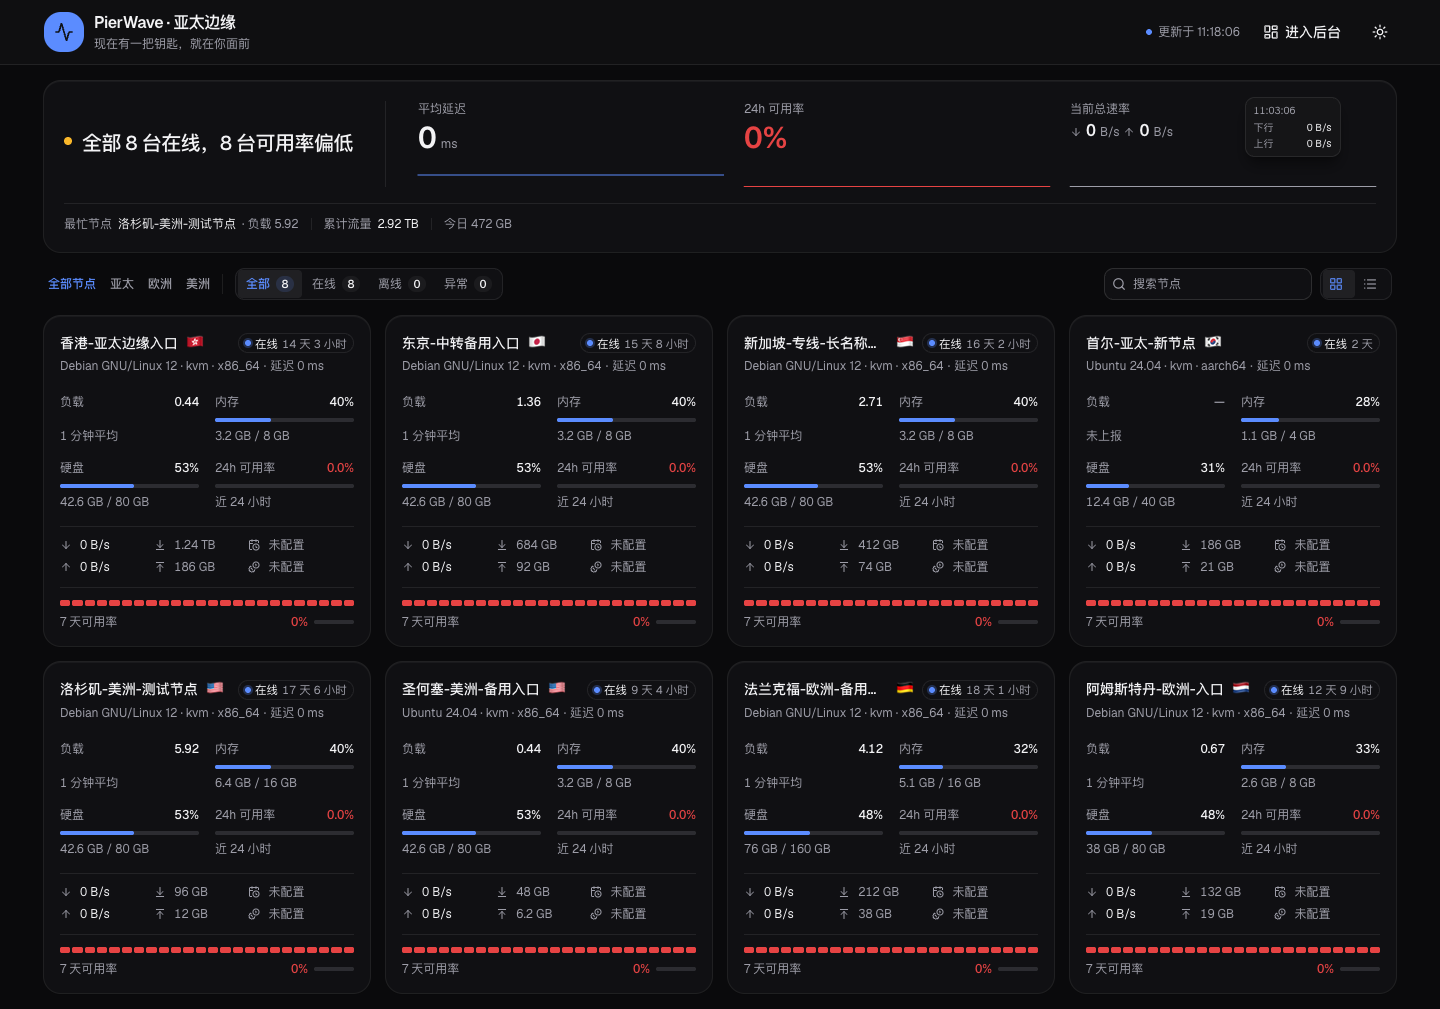 PierWave · 亚太边缘
现在有一把钥匙，就在你面前
更新于 11:18:06
进入后台
全部 8 台在线，8 台可用率偏低
平均延迟
0 ms
24h 可用率
0%
当前总速率
↓ 0 B/s ↑ 0 B/s
11:03:06
下行 0 B/s
上行 0 B/s
最忙节点 洛杉矶-美洲-测试节点 · 负载 5.92 累计流量 2.92 TB 今日 472 GB
全部节点 亚太 欧洲 美洲 全部 8 在线 8 离线 0 异常 0
搜索节点
香港-亚太边缘入口 在线 14 天 3 小时
Debian GNU/Linux 12 · kvm · x86_64 · 延迟 0 ms
负载 0.44 内存 40%
1 分钟平均 3.2 GB / 8 GB
硬盘 53% 24h 可用率 0.0%
42.6 GB / 80 GB 近 24 小时
↓ 0 B/s 1.24 TB 未配置
↑ 0 B/s 186 GB 未配置
7 天可用率 0%
东京-中转备用入口 在线 15 天 8 小时
Debian GNU/Linux 12 · kvm · x86_64 · 延迟 0 ms
负载 1.36 内存 40%
1 分钟平均 3.2 GB / 8 GB
硬盘 53% 24h 可用率 0.0%
42.6 GB / 80 GB 近 24 小时
↓ 0 B/s 684 GB 未配置
↑ 0 B/s 92 GB 未配置
7 天可用率 0%
新加坡-专线-长名称... 在线 16 天 2 小时
Debian GNU/Linux 12 · kvm · x86_64 · 延迟 0 ms
负载 2.71 内存 40%
1 分钟平均 3.2 GB / 8 GB
硬盘 53% 24h 可用率 0.0%
42.6 GB / 80 GB 近 24 小时
↓ 0 B/s 412 GB 未配置
↑ 0 B/s 74 GB 未配置
7 天可用率 0%
首尔-亚太-新节点 在线 2 天
Ubuntu 24.04 · kvm · aarch64 · 延迟 0 ms
负载 — 内存 28%
未上报 1.1 GB / 4 GB
硬盘 31% 24h 可用率 0.0%
12.4 GB / 40 GB 近 24 小时
↓ 0 B/s 186 GB 未配置
↑ 0 B/s 21 GB 未配置
7 天可用率 0%
洛杉矶-美洲-测试节点 在线 17 天 6 小时
Debian GNU/Linux 12 · kvm · x86_64 · 延迟 0 ms
负载 5.92 内存 40%
1 分钟平均 6.4 GB / 16 GB
硬盘 53% 24h 可用率 0.0%
42.6 GB / 80 GB 近 24 小时
↓ 0 B/s 96 GB 未配置
↑ 0 B/s 12 GB 未配置
7 天可用率 0%
圣何塞-美洲-备用入口 在线 9 天 4 小时
Ubuntu 24.04 · kvm · x86_64 · 延迟 0 ms
负载 0.44 内存 40%
1 分钟平均 3.2 GB / 8 GB
硬盘 53% 24h 可用率 0.0%
42.6 GB / 80 GB 近 24 小时
↓ 0 B/s 48 GB 未配置
↑ 0 B/s 6.2 GB 未配置
7 天可用率 0%
法兰克福-欧洲-备用... 在线 18 天 1 小时
Debian GNU/Linux 12 · kvm · x86_64 · 延迟 0 ms
负载 4.12 内存 32%
1 分钟平均 5.1 GB / 16 GB
硬盘 48% 24h 可用率 0.0%
76 GB / 160 GB 近 24 小时
↓ 0 B/s 212 GB 未配置
↑ 0 B/s 38 GB 未配置
7 天可用率 0%
阿姆斯特丹-欧洲-入口 在线 12 天 9 小时
Debian GNU/Linux 12 · kvm · x86_64 · 延迟 0 ms
负载 0.67 内存 33%
1 分钟平均 2.6 GB / 8 GB
硬盘 48% 24h 可用率 0.0%
38 GB / 80 GB 近 24 小时
↓ 0 B/s 132 GB 未配置
↑ 0 B/s 19 GB 未配置
7 天可用率 0%